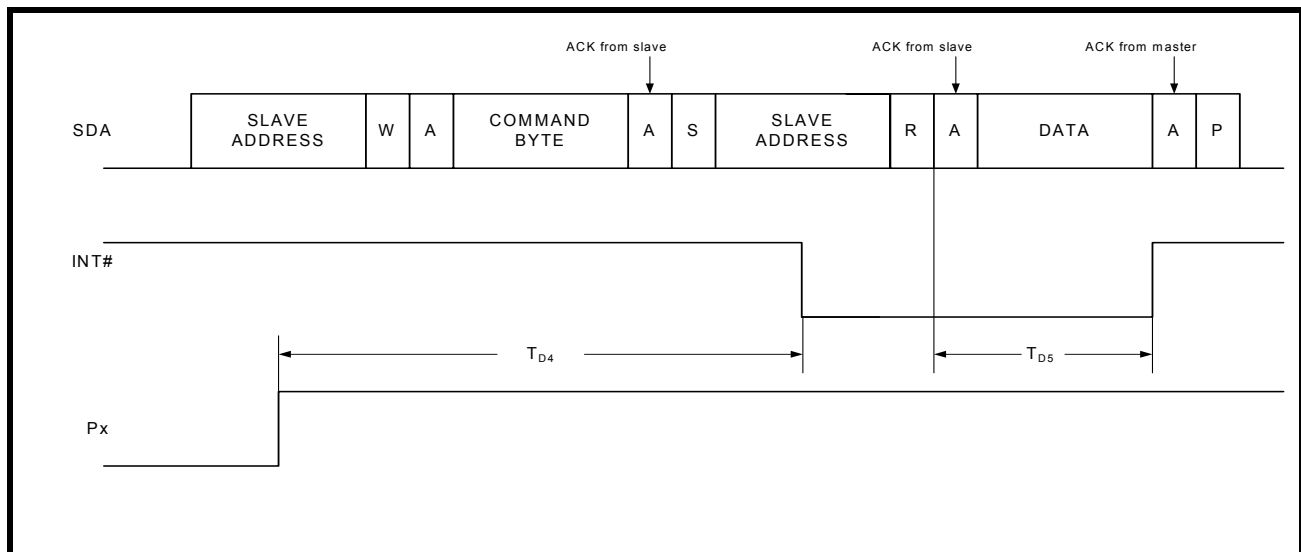 ACK from slave
ACK from slave
ACK from master
SDA
SLAVE
ADDRESS
W
A
COMMAND
BYTE
A
S
SLAVE
ADDRESS
R
A
DATA
A
P
INT#
TD4
TD5
Px